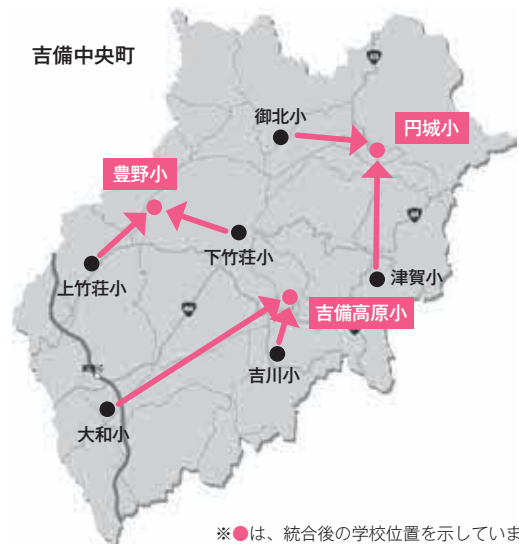 吉備中央町
御北小
円城小
豊野小
下竹荘小
上竹荘小
津賀小
吉備高原小
吉川小
大和小
※●は、統合後の学校位置を示していま